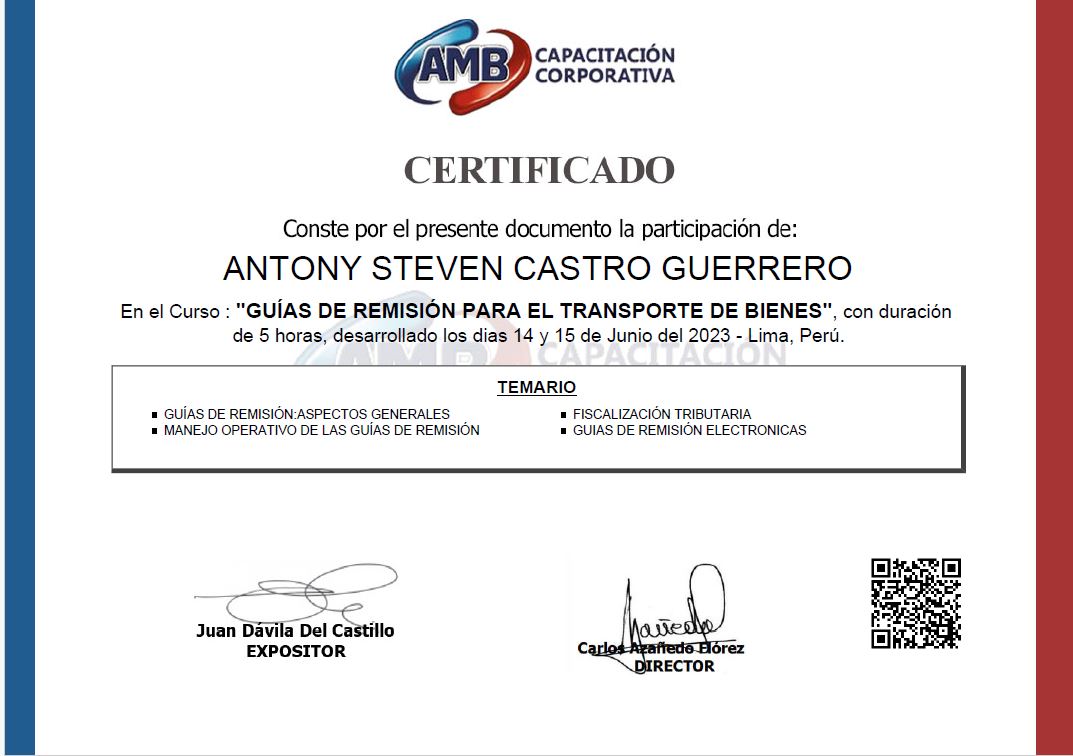 AMB CAPACITACIÓN
CORPORATIVA
CERTIFICADO
Conste por el presente documento la participación de:
ANTONY STEVEN CASTRO GUERRERO
En el Curso : "GUÍAS DE REMISIÓN PARA EL TRANSPORTE DE BIENES", con duración
de 5 horas, desarrollado los dias 14 y 15 de Junio del 2023 - Lima, Perú.
AMB CAPACITACIÓN
TEMARIO
GUÍAS DE REMISIÓN:ASPECTOS GENERALES
MANEJO OPERATIVO DE LAS GUÍAS DE REMISIÓN
FISCALIZACIÓN TRIBUTARIA
GUIAS DE REMISIÓN ELECTRONICAS
Juan Dávila Del Castillo
EXPOSITOR
Carlos Azañedo Flórez
DIRECTOR